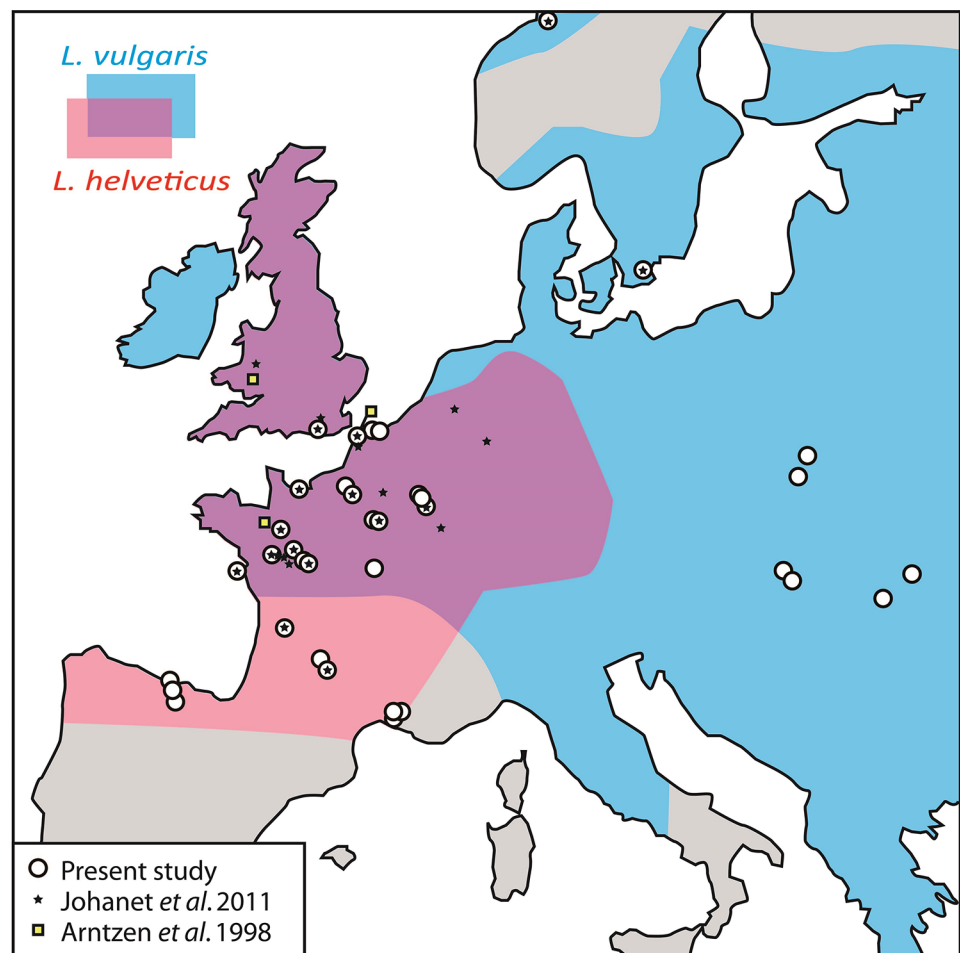 L. vulgaris
L. helveticus
Present study
Johanet et al. 2011
Arntzen et al. 1998